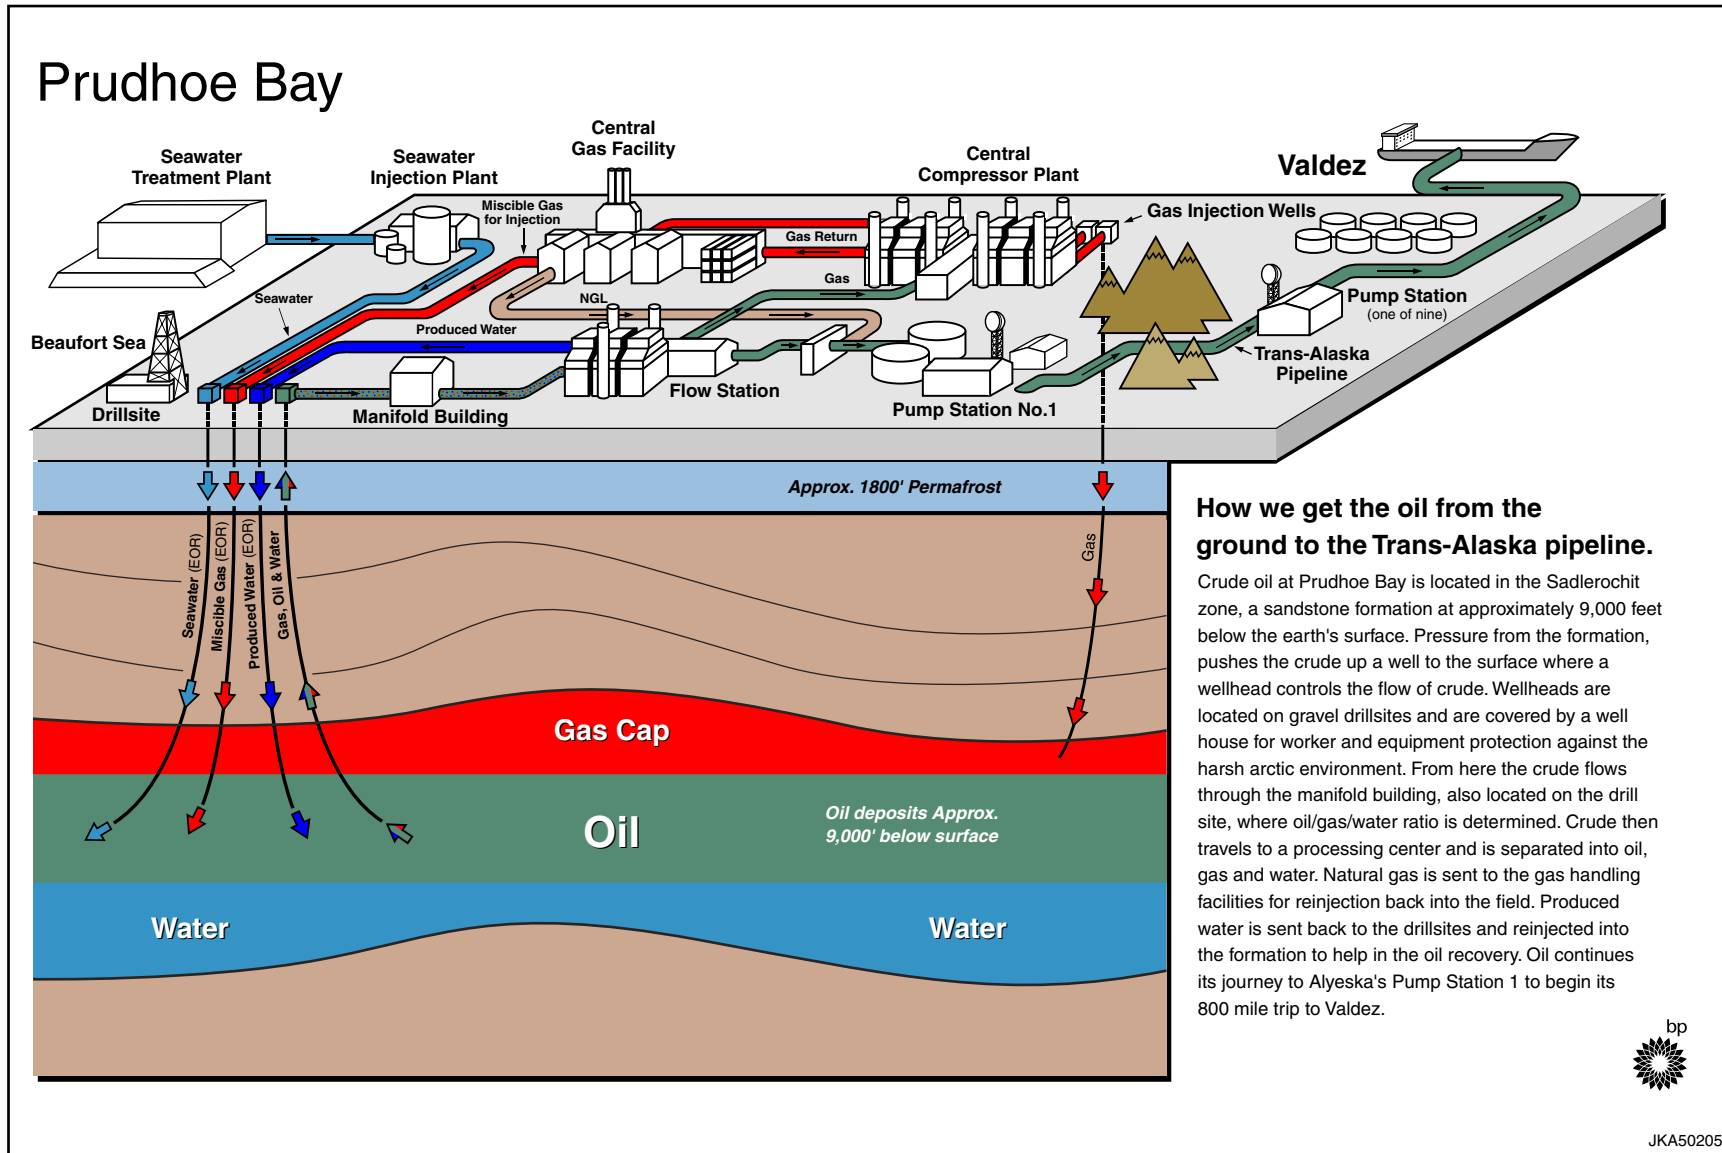 Prudhoe Bay
Central
Gas Facility
Seawater
Treatment Plant
Seawater
Injection Plant
Central
Compressor Plant
Valdez
Miscible Gas
for Injection
Gas Injection Wells
Gas Return
Gas
Seawater
NGL
Pump Station
(one of nine)
Produced Water
Beaufort Sea
Trans-Alaska
Pipeline
Flow Station
Drillsite
Manifold Building
Pump Station No.1
Approx. 1800' Permafrost
Seawater (EOR)
Miscible Gas (EOR)
Produced Water (EOR)
Gas, Oil & Water
Gas
Gas Cap
Oil
Oil deposits Approx.
9,000' below surface
Water
Water
How we get the oil from the
ground to the Trans-Alaska pipeline.
Crude oil at Prudhoe Bay is located in the Sadlerochit
zone, a sandstone formation at approximately 9,000 feet
below the earth's surface. Pressure from the formation,
pushes the crude up a well to the surface where a
wellhead controls the flow of crude. Wellheads are
located on gravel drillsites and are covered by a well
house for worker and equipment protection against the
harsh arctic environment. From here the crude flows
through the manifold building, also located on the drill
site, where oil/gas/water ratio is determined. Crude then
travels to a processing center and is separated into oil,
gas and water. Natural gas is sent to the gas handling
facilities for reinjection back into the field. Produced
water is sent back to the drillsites and reinjected into
the formation to help in the oil recovery. Oil continues
its journey to Alyeska's Pump Station 1 to begin its
800 mile trip to Valdez.
bp
JKA50205